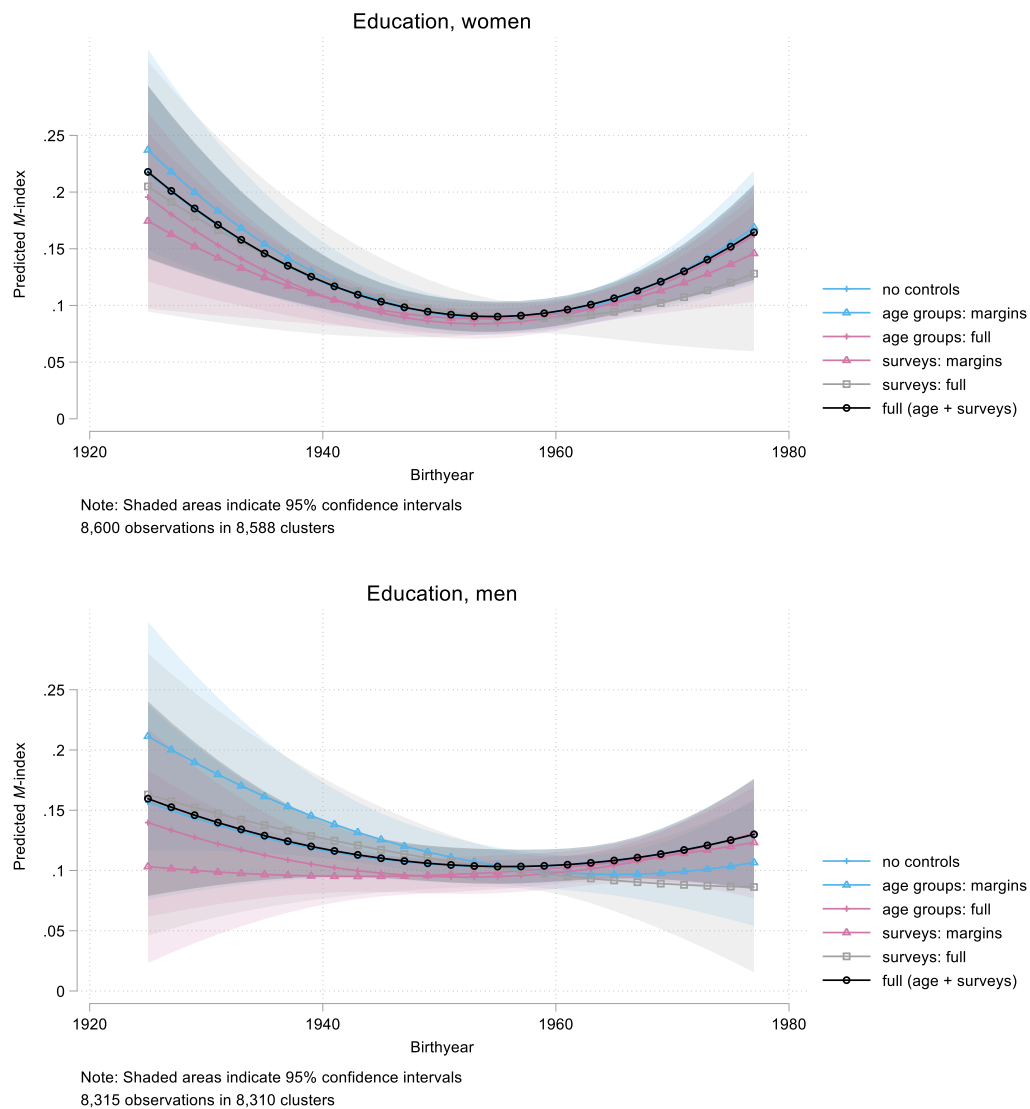 Education, women
Predicted M-index
.25
.2
.15
.1
.05
0
1920
1940
1960
1980
Birthyear
no controls
age groups: margins
age groups: full
surveys: margins
surveys: full
full (age + surveys)
Note: Shaded areas indicate 95% confidence intervals
8,600 observations in 8,588 clusters
Education, men
Predicted M-index
.25
.2
.15
.1
.05
0
1920
1940
1960
1980
Birthyear
no controls
age groups: margins
age groups: full
surveys: margins
surveys: full
full (age + surveys)
Note: Shaded areas indicate 95% confidence intervals
8,315 observations in 8,310 clusters